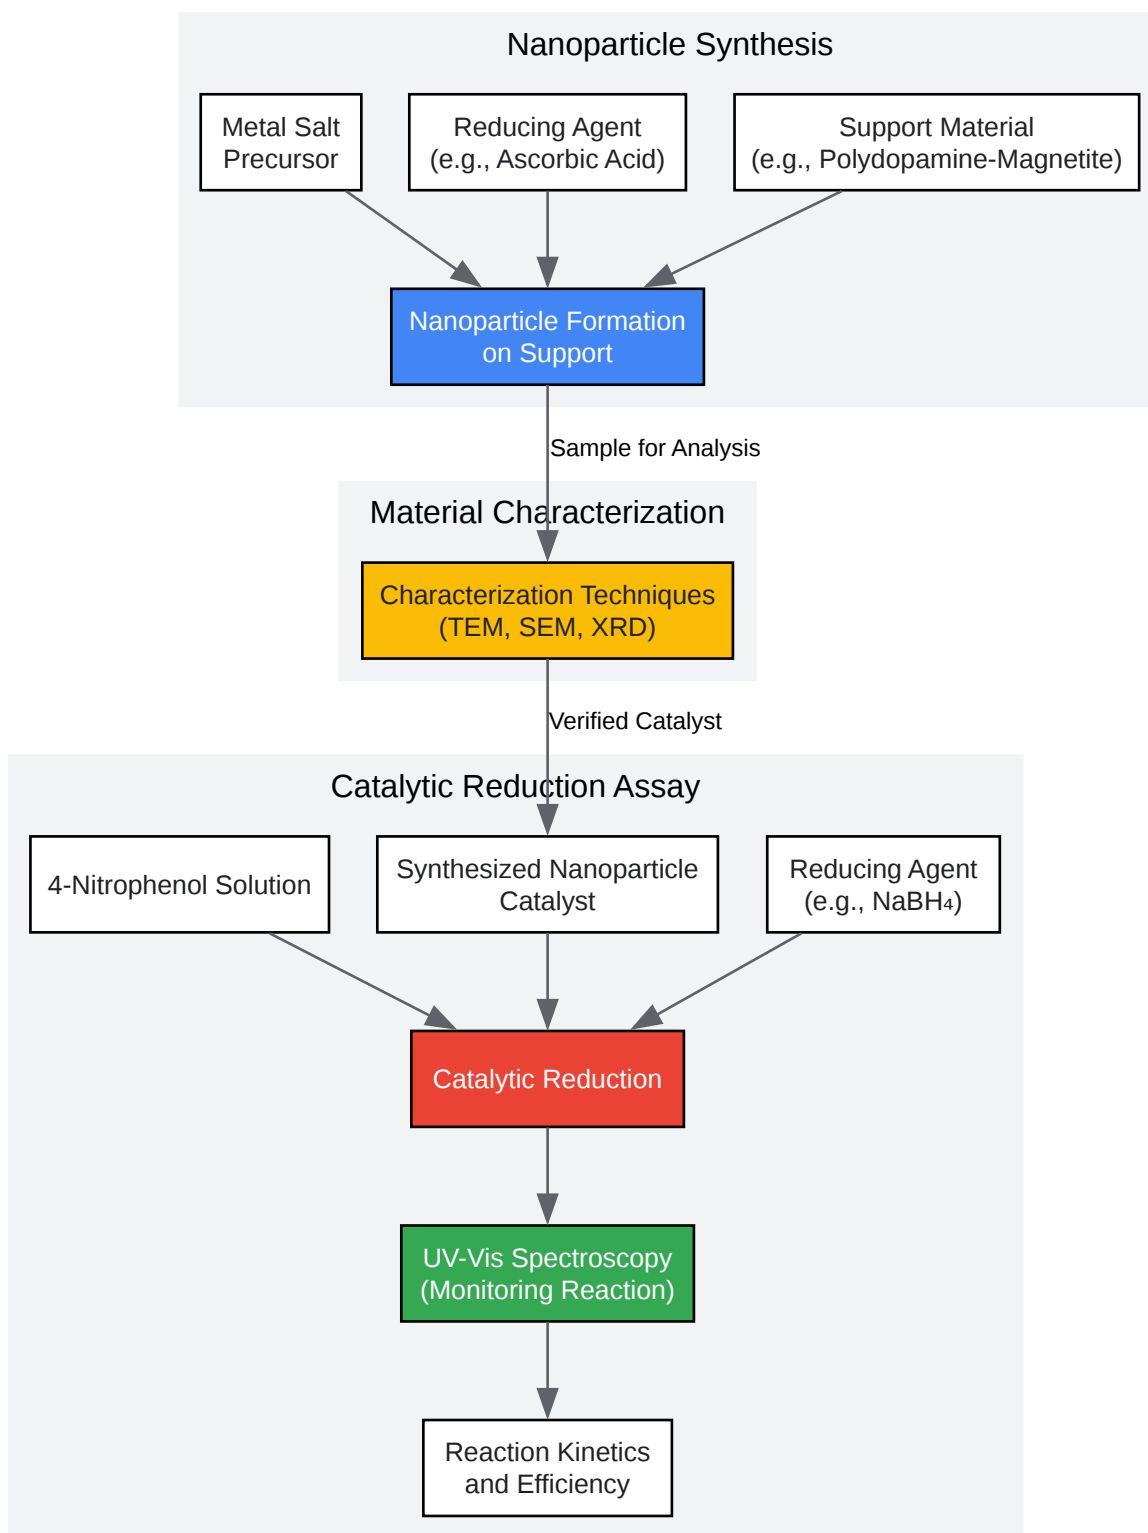 Nanoparticle Synthesis
Metal Salt
Precursor
Reducing Agent
(e.g., Ascorbic Acid)
Support Material
(e.g., Polydopamine-Magnetite)
Nanoparticle Formation
on Support
Sample for Analysis
Material Characterization
Characterization Techniques
(TEM, SEM, XRD)
Verified Catalyst
Catalytic Reduction Assay
4-Nitrophenol Solution
Synthesized Nanoparticle
Catalyst
Reducing Agent
(e.g., NaBH₄)
Catalytic Reduction
UV-Vis Spectroscopy
(Monitoring Reaction)
Reaction Kinetics
and Efficiency